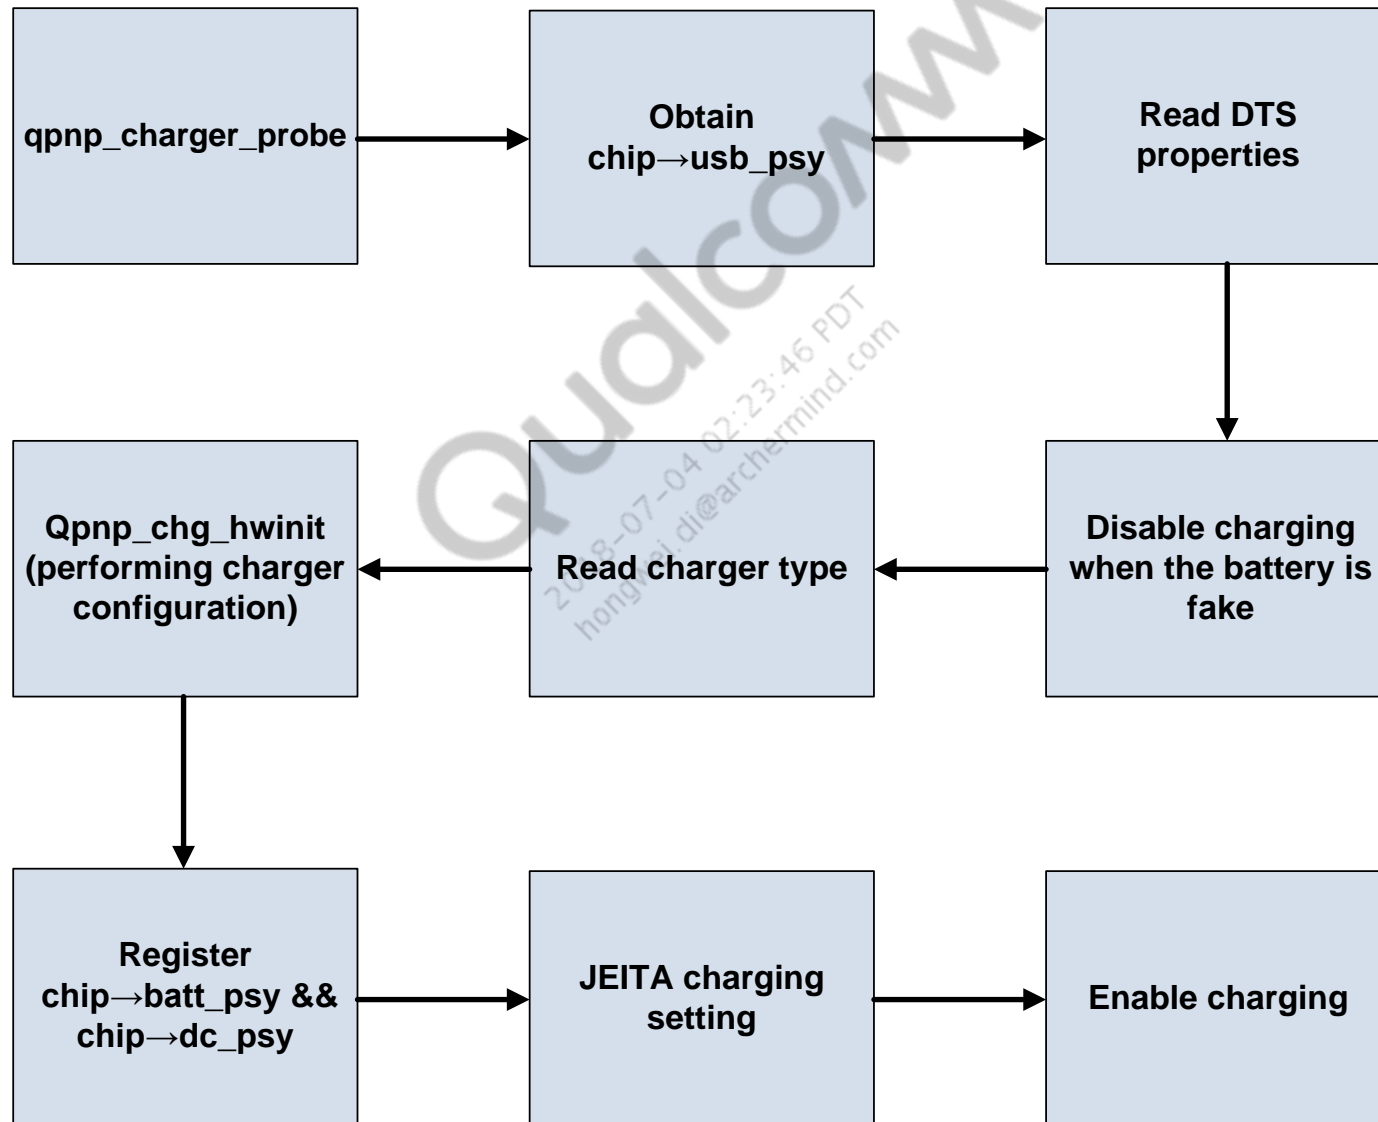 qpnp_charger_probe
Obtain
chip→usb_psy
Read DTS
properties
Disable charging
when the battery is
fake
Read charger type
Qpnp_chg_hwinit
(performing charger
configuration)
Register
chip→batt_psy &&
chip→dc_psy
JEITA charging
setting
Enable charging
Qualcomm
2018-07-04 02:23:46 PDT
hongwei.di@archermind.com